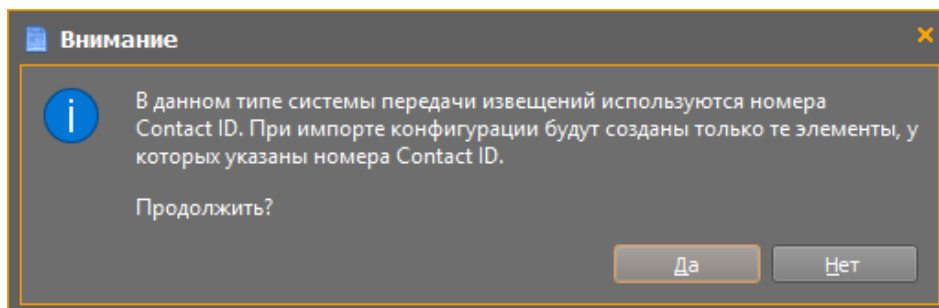 Внимание
В данном типе системы передачи извещений используются номера
Contact ID. При импорте конфигурации будут созданы только те элементы, у
которых указаны номера Contact ID.
Продолжить?
Да
Нет